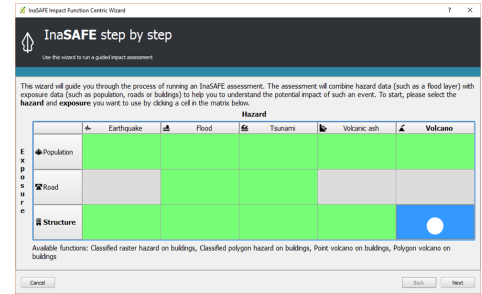 InaSAFE Impact Function Centric Wizard
InaSAFE step by step
Use this wizard to run a guided impact assessment
This wizard will guide you through the process of running an InaSAFE assessment. The assessment will combine hazard data (such as a flood layer) with
exposure data (such as population, roads or buildings) to help you to understand the potential impact of such an event. To start, please select the
hazard and exposure you want to use by clicking a cell in the matrix below.
Hazard
Earthquake Flood Tsunami Volcanic ash Volcano
Exposure
Population
Road
Structure
Available functions: Classified raster hazard on buildings, Classified polygon hazard on buildings, Point volcano on buildings, Polygon volcano on
buildings
Cancel Back Next